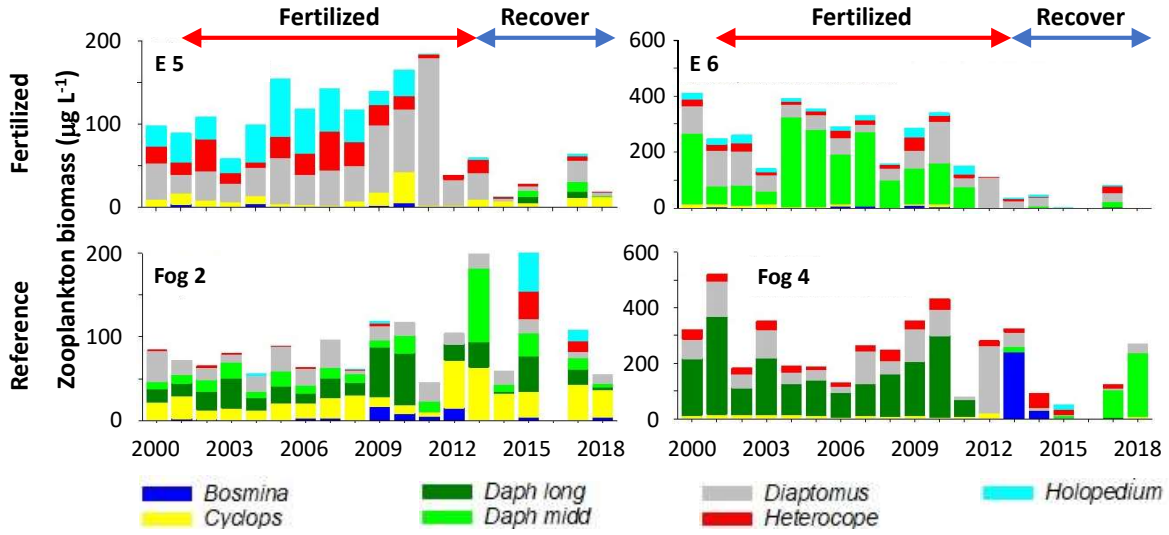 Fertilized Recover Fertilized Recover
Fertilized
Reference
Zooplankton biomass (µg L-1)
200
100
0
E 5
600
400
200
0
E 6
200
100
0
Fog 2
600
400
200
0
Fog 4
2000 2003 2006 2009 2012 2015 2018
2000 2003 2006 2009 2012 2015 2018
Bosmina Daph long Diaptomus Holopedium
Cyclops Daph midd Heterocope